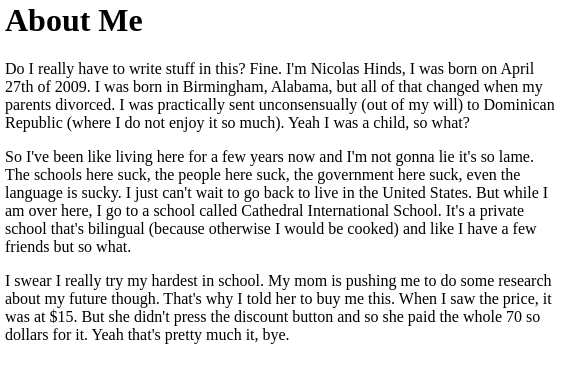 About Me
Do I really have to write stuff in this? Fine. I'm Nicolas Hinds, I was born on April
27th of 2009. I was born in Birmingham, Alabama, but all of that changed when my
parents divorced. I was practically sent unconsensually (out of my will) to Dominican
Republic (where I do not enjoy it so much). Yeah I was a child, so what?
So I've been like living here for a few years now and I'm not gonna lie it's so lame.
The schools here suck, the people here suck, the government here suck, even the
language is sucky. I just can't wait to go back to live in the United States. But while I
am over here, I go to a school called Cathedral International School. It's a private
school that's bilingual (because otherwise I would be cooked) and like I have a few
friends but so what.
I swear I really try my hardest in school. My mom is pushing me to do some research
about my future though. That's why I told her to buy me this. When I saw the price, it
was at $15. But she didn't press the discount button and so she paid the whole 70 so
dollars for it. Yeah that's pretty much it, bye.